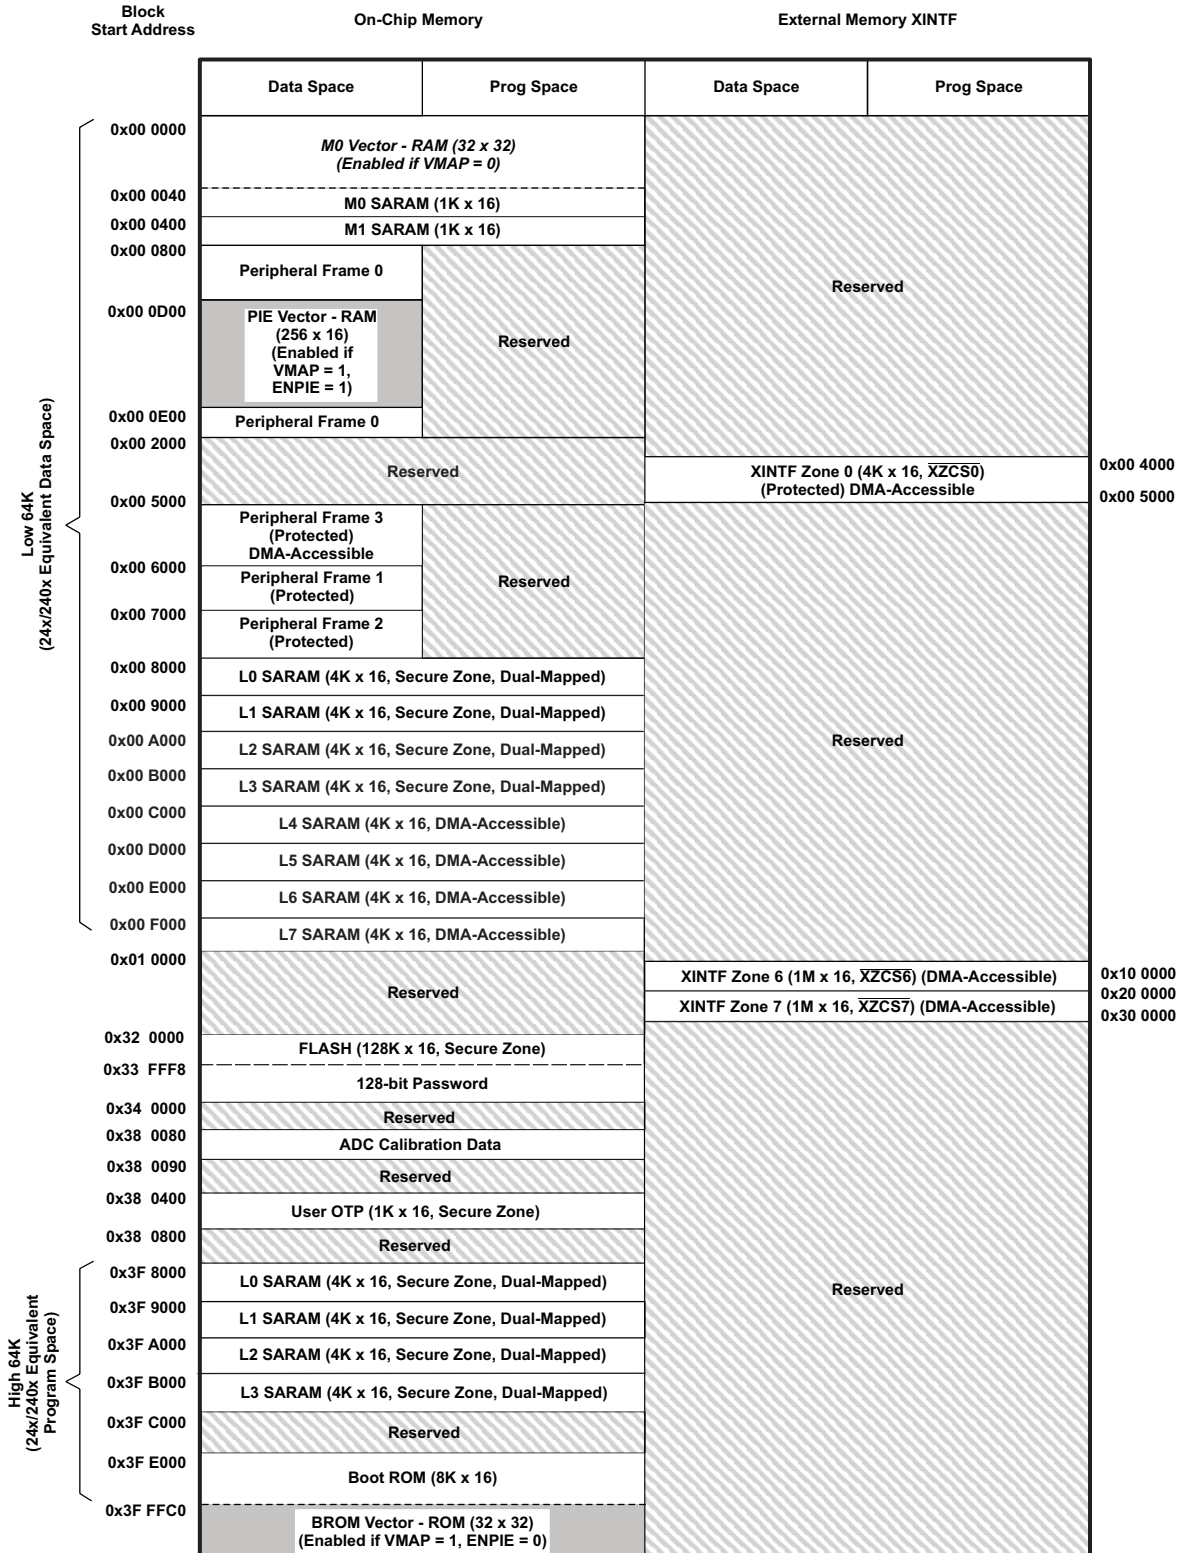 Block
Start Address
On-Chip Memory
External Memory XINTF
Data Space
Prog Space
Data Space
Prog Space
0x00 0000
M0 Vector - RAM (32 x 32)
(Enabled if VMAP = 0)
0x00 0040
M0 SARAM (1K x 16)
0x00 0400
M1 SARAM (1K x 16)
0x00 0800
Peripheral Frame 0
Reserved
0x00 0D00
PIE Vector - RAM
(256 x 16)
(Enabled if
VMAP = 1,
ENPIE = 1)
Reserved
0x00 0E00
Peripheral Frame 0
0x00 2000
Reserved
XINTF Zone 0 (4K x 16, XZCS0)
(Protected) DMA-Accessible
0x00 4000
0x00 5000
0x00 5000
Peripheral Frame 3
(Protected)
DMA-Accessible
0x00 6000
Peripheral Frame 1
(Protected)
Reserved
0x00 7000
Peripheral Frame 2
(Protected)
Low 64K
(24x/240x Equivalent Data Space)
0x00 8000
L0 SARAM (4K x 16, Secure Zone, Dual-Mapped)
0x00 9000
L1 SARAM (4K x 16, Secure Zone, Dual-Mapped)
0x00 A000
L2 SARAM (4K x 16, Secure Zone, Dual-Mapped)
Reserved
0x00 B000
L3 SARAM (4K x 16, Secure Zone, Dual-Mapped)
0x00 C000
L4 SARAM (4K x 16, DMA-Accessible)
0x00 D000
L5 SARAM (4K x 16, DMA-Accessible)
0x00 E000
L6 SARAM (4K x 16, DMA-Accessible)
0x00 F000
L7 SARAM (4K x 16, DMA-Accessible)
0x01 0000
Reserved
XINTF Zone 6 (1M x 16, XZCS6) (DMA-Accessible)
0x10 0000
XINTF Zone 7 (1M x 16, XZCS7) (DMA-Accessible)
0x20 0000
0x30 0000
0x32 0000
FLASH (128K x 16, Secure Zone)
0x33 FFF8
128-bit Password
0x34 0000
Reserved
0x38 0080
ADC Calibration Data
0x38 0090
Reserved
0x38 0400
User OTP (1K x 16, Secure Zone)
0x38 0800
Reserved
0x3F 8000
L0 SARAM (4K x 16, Secure Zone, Dual-Mapped)
Reserved
0x3F 9000
L1 SARAM (4K x 16, Secure Zone, Dual-Mapped)
0x3F A000
L2 SARAM (4K x 16, Secure Zone, Dual-Mapped)
0x3F B000
L3 SARAM (4K x 16, Secure Zone, Dual-Mapped)
High 64K
(24x/240x Equivalent
Program Space)
0x3F C000
Reserved
0x3F E000
Boot ROM (8K x 16)
0x3F FFC0
BROM Vector - ROM (32 x 32)
(Enabled if VMAP = 1, ENPIE = 0)